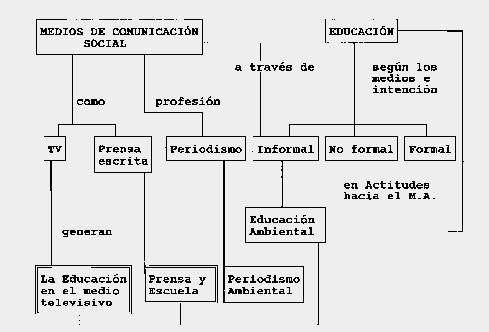 MEDIOS DE COMUNICACIÓN
SOCIAL
EDUCACIÓN
a través de
según los
medios e
intención
como
profesión
TV
Prensa
escrita
Periodismo
Informal
No formal
Formal
en Actitudes
hacia el M.A.
Educación
Ambiental
generan
La Educación
en el medio
televisivo
Prensa y
Escuela
Periodismo
Ambiental